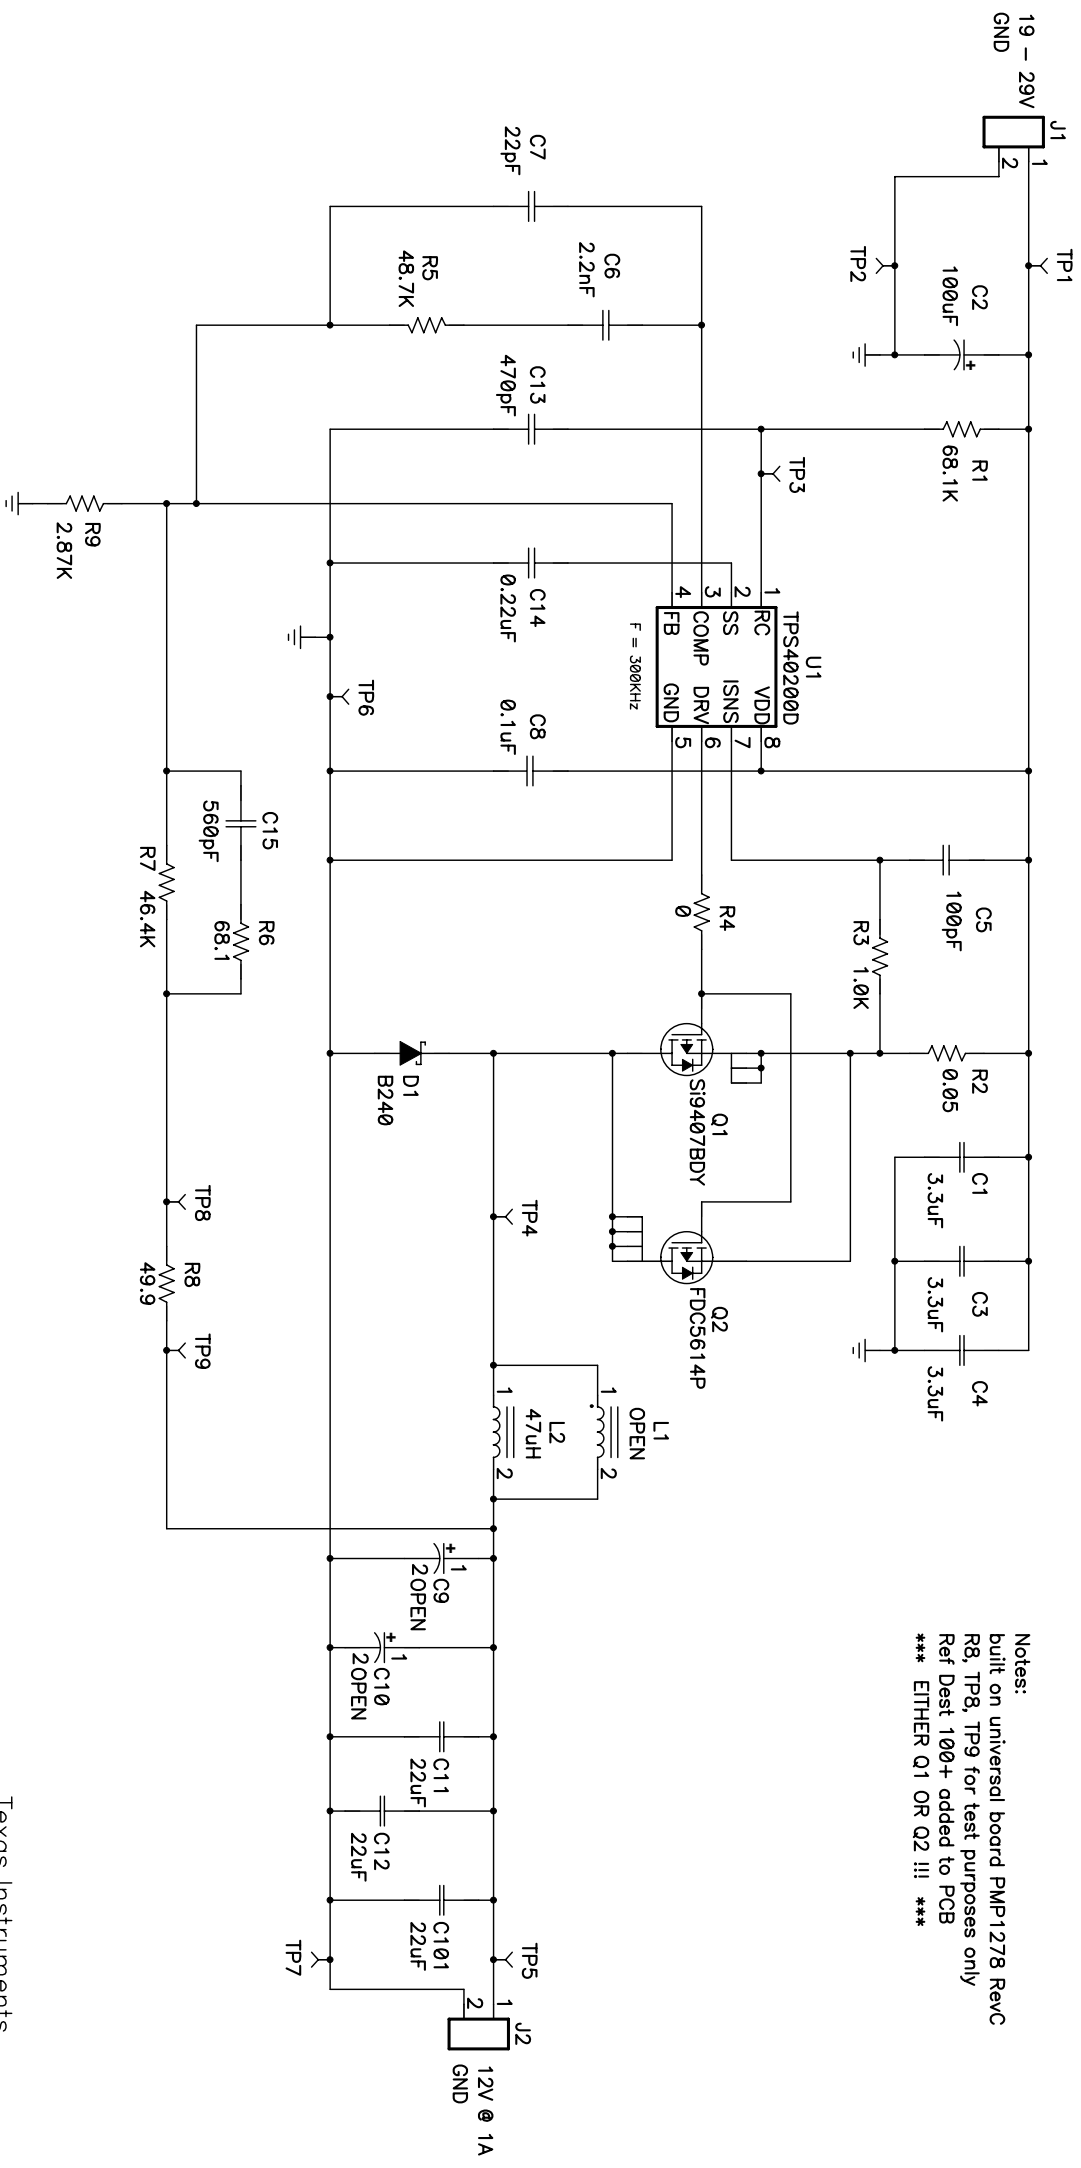 19 - 29V
GND
J1
1
2
TP1
TP2
C2
100uF
+
R1
68.1K
C7
22pF
C6
2.2nF
R5
48.7K
C13
470pF
TP3
R9
2.87K
C14
0.22uF
U1
TPS40200D
1
RC
2
SS
3
COMP
4
FB
VDD
8
ISNS
7
DRV
6
GND
5
F = 300KHz
TP6
C8
0.1uF
C15
560pF
R6
68.1
R7
46.4K
C5
100pF
R3
1.0K
R4
0
R2
0.05
Q1
Si9407BDY
D1
B240
C1
3.3uF
C3
3.3uF
C4
3.3uF
Q2
FDC5614P
TP4
TP8
R8
49.9
TP9
L1
OPEN
1
2
L2
47uH
1
2
+
1
C9
2
OPEN
+
1
C10
2
OPEN
C11
22uF
C12
22uF
C101
22uF
TP5
TP7
J2
1
2
12V @ 1A
GND
Notes:
built on universal board PMP1278 RevC
R8, TP8, TP9 for test purposes only
Ref Dest 100+ added to PCB
*** EITHER Q1 OR Q2 !!! ***
Texas Instruments